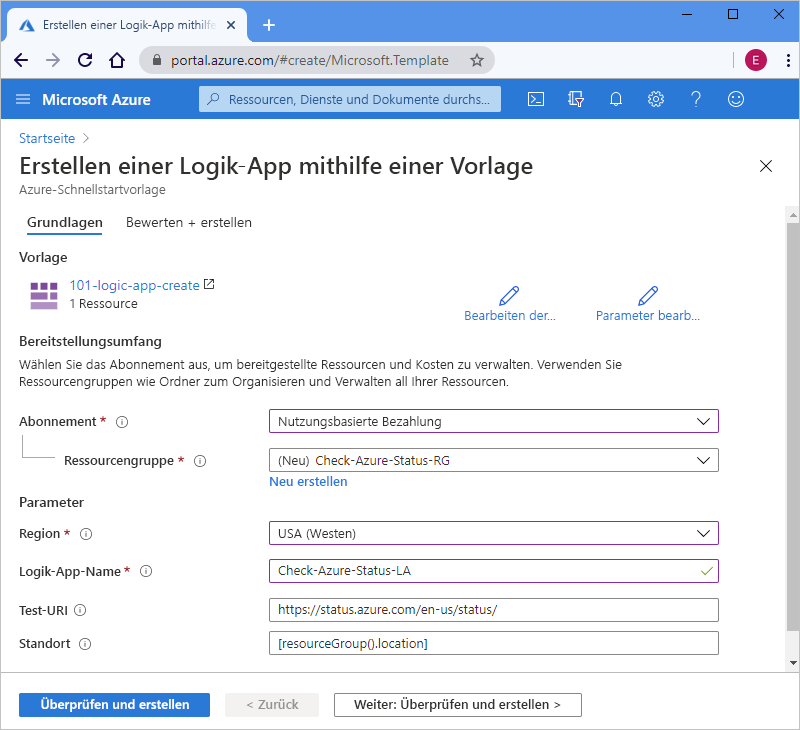 Erstellen einer Logik-App mithilfe
portal.azure.com/#create/Microsoft.Template
E
Microsoft Azure
Ressourcen, Dienste und Dokumente durchs...
Startseite
Erstellen einer Logik-App mithilfe einer Vorlage
Azure-Schnellstartvorlage
Grundlagen Bewerten + erstellen
Vorlage
101-logic-app-create
1 Ressource
Bearbeiten der... Parameter bearb...
Bereitstellungsumfang
Wählen Sie das Abonnement aus, um bereitgestellte Ressourcen und Kosten zu verwalten. Verwenden Sie
Ressourcengruppen wie Ordner zum Organisieren und Verwalten all Ihrer Ressourcen.
Abonnement * Nutzungsbasierte Bezahlung
Ressourcengruppe * (Neu) Check-Azure-Status-RG
Neu erstellen
Parameter
Region * USA (Westen)
Logik-App-Name * Check-Azure-Status-LA
Test-URI https://status.azure.com/en-us/status/
Standort [resourceGroup().location]
Überprüfen und erstellen < Zurück Weiter: Überprüfen und erstellen >